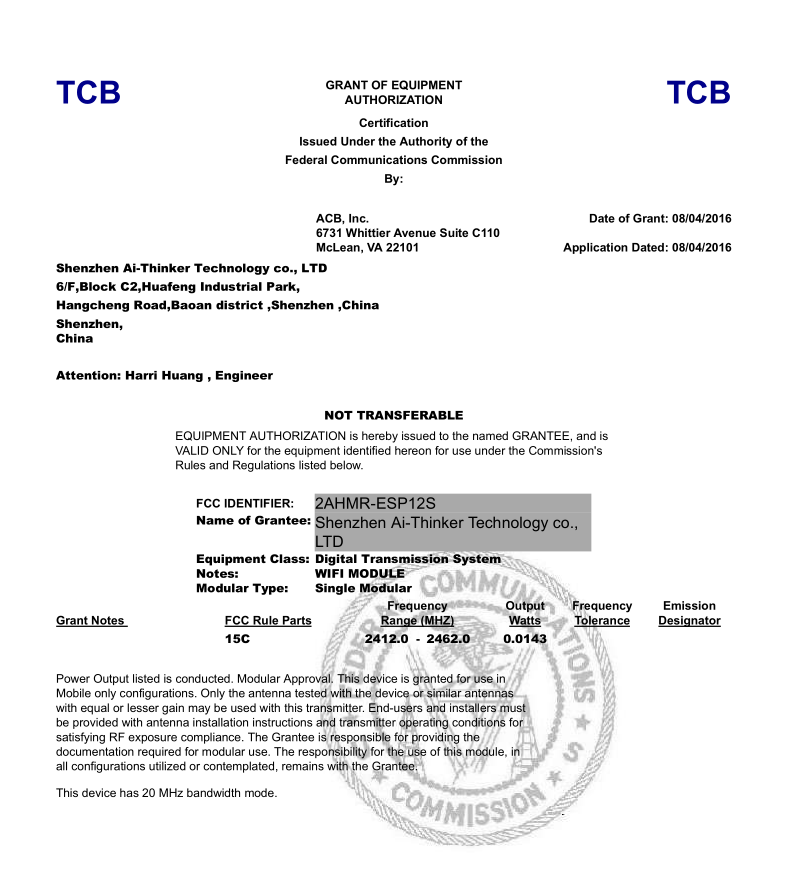 TCB
GRANT OF EQUIPMENT
AUTHORIZATION
TCB
Certification
Issued Under the Authority of the
Federal Communications Commission
By:
ACB, Inc.
6731 Whittier Avenue Suite C110
McLean, VA 22101
Date of Grant: 08/04/2016
Application Dated: 08/04/2016
Shenzhen Ai-Thinker Technology co., LTD
6/F,Block C2,Huafeng Industrial Park,
Hangcheng Road,Baoan district ,Shenzhen ,China
Shenzhen,
China
Attention: Harri Huang , Engineer
NOT TRANSFERABLE
EQUIPMENT AUTHORIZATION is hereby issued to the named GRANTEE, and is
VALID ONLY for the equipment identified hereon for use under the Commission's
Rules and Regulations listed below.
FCC IDENTIFIER: 2AHMR-ESP12S
Name of Grantee: Shenzhen Ai-Thinker Technology co.,
LTD
Equipment Class: Digital Transmission System
Notes: WIFI MODULE
Modular Type: Single Modular
Grant Notes FCC Rule Parts Frequency Range (MHZ) Output Watts Frequency Tolerance Emission Designator
15C 2412.0 - 2462.0 0.0143
Power Output listed is conducted. Modular Approval. This device is granted for use in
Mobile only configurations. Only the antenna tested with the device or similar antennas
with equal or lesser gain may be used with this transmitter. End-users and installers must
be provided with antenna installation instructions and transmitter operating conditions for
satisfying RF exposure compliance. The Grantee is responsible for providing the
documentation required for modular use. The responsibility for the use of this module, in
all configurations utilized or contemplated, remains with the Grantee.
This device has 20 MHz bandwidth mode.
FEDERAL COMMUNICATIONS COMMISSION